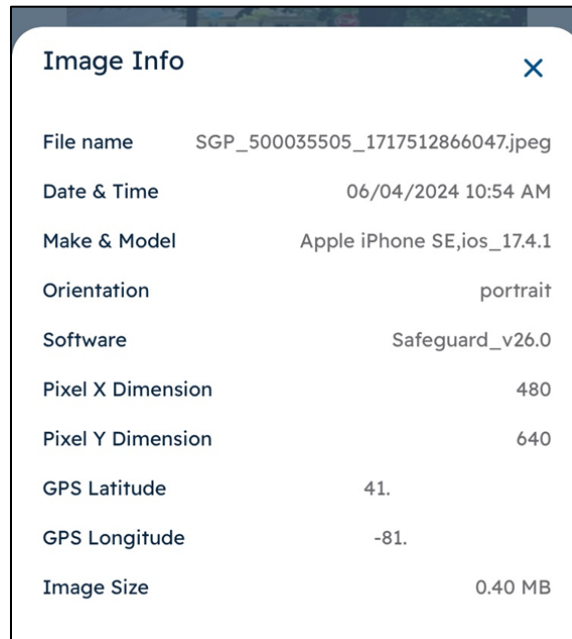 Image Info
File name SGP_500035505_1717512866047.jpeg
Date & Time 06/04/2024 10:54 AM
Make & Model Apple iPhone SE,ios_17.4.1
Orientation portrait
Software Safeguard_v26.0
Pixel X Dimension 480
Pixel Y Dimension 640
GPS Latitude 41.
GPS Longitude -81.
Image Size 0.40 MB